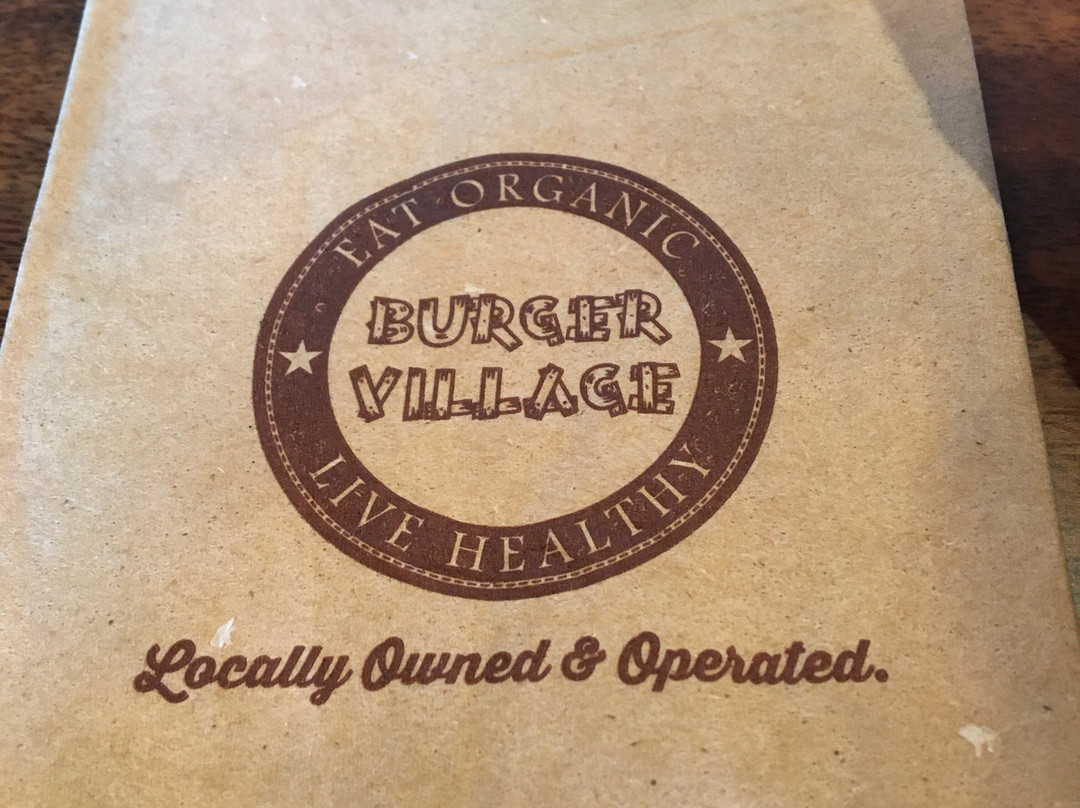 EAT ORGANIC
BURGER
VILLAGE
LIVE HEALTHY
Locally Owned & Operated.